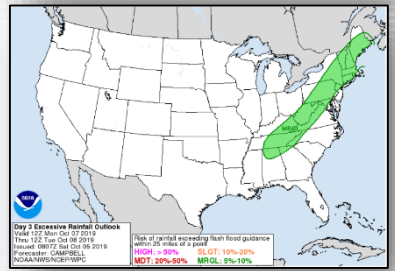 MRGL
NOAA
Day 3 Excessive Rainfall Outlook
Valid 12Z Mon Oct 07 2019
Thru 12Z Tue Oct 08 2019
Issued: 0807Z Sat Oct 05 2019
Forecaster: CAMPBELL
NOAA/NWS/NCEP/WPC
Risk of rainfall exceeding flash flood guidance
within 25 miles of a point
HIGH: > 50% SLGT: 10%-20%
MDT: 20%-50% MRGL: 5%-10%